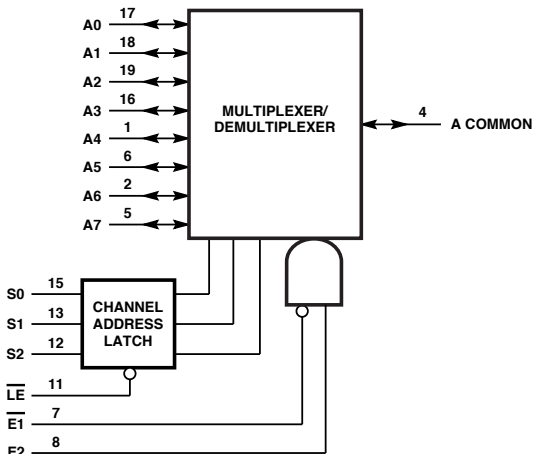 A0 17
A1 18
A2 19
A3 16
A4 1
A5 6
A6 2
A7 5
MULTIPLEXER/
DEMULTIPLEXER
4 A COMMON
S0 15
S1 13
S2 12
CHANNEL
ADDRESS
LATCH
LE 11
E1 7
E2 8